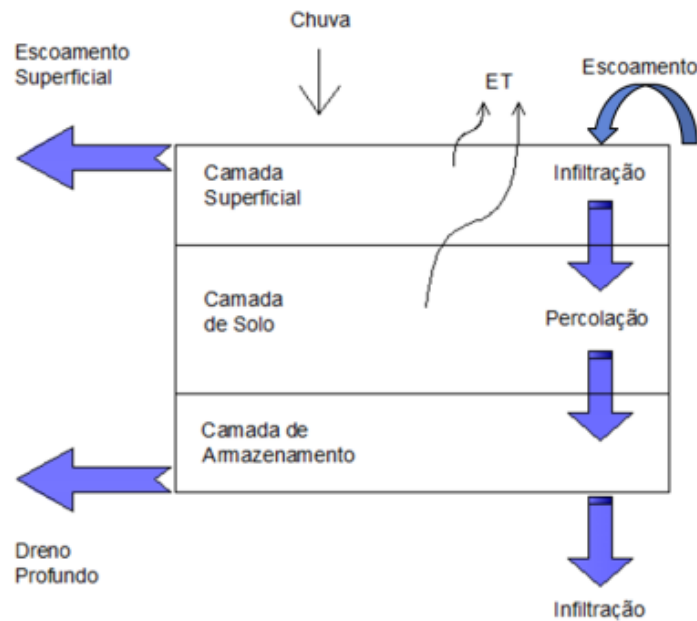 Chuva
Escoamento
Superficial
ET
Escoamento
Camada
Superficial
Infiltração
Camada
de Solo
Percolação
Camada de
Armazenamento
Dreno
Profundo
Infiltração